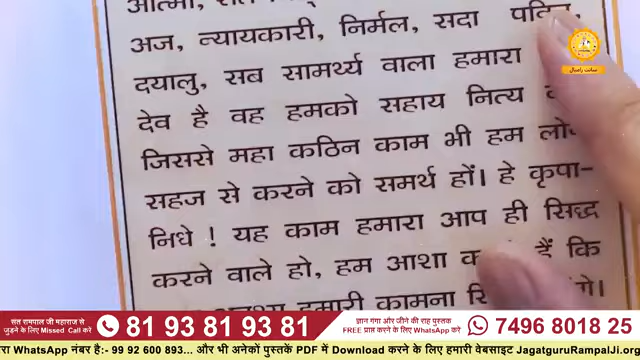 आत्मा,
अज, न्यायकारी, निर्मल, सदा
दयालु, सब सामर्थ्य वाला हमारा
देव है वह हमको सहाय नित्य
जिससे महा कठिन काम भी हम
सहज से करने को समर्थ हों। हे कृपा-
निधे ! यह काम हमारा आप ही सिद्ध
करने वाले हो, हम आशा हैं कि
हमारी कामना
संत रामपाल जी महाराज से
जुड़ने के लिए Missed Call करें
81 93 81 93 81
ज्ञान गंगा और जीने की राह पुस्तक
FREE प्राप्त करने के लिए WhatsApp करें
7496 8018 25
WhatsApp नंबर है:- 99 92 600 893... और भी अनेकों पुस्तकें PDF में Download करने के लिए हमारी वेबसाइट JagatguruRampalJi.org